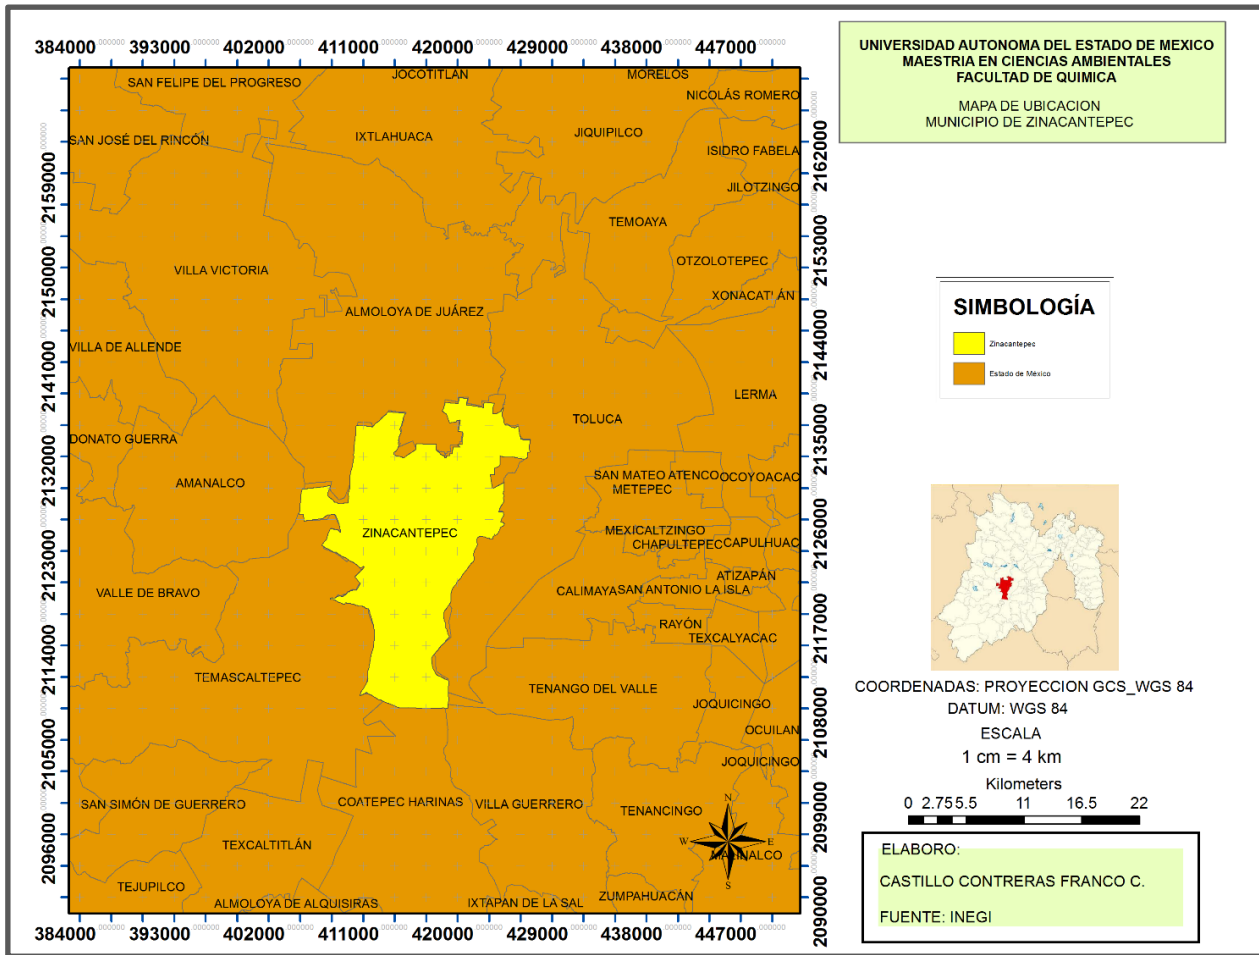 384000 393000 402000 411000 420000 429000 438000 447000
UNIVERSIDAD AUTONOMA DEL ESTADO DE MEXICO
MAESTRIA EN CIENCIAS AMBIENTALES
FACULTAD DE QUIMICA
MAPA DE UBICACION
MUNICIPIO DE ZINACANTEPEC
SAN FELIPE DEL PROGRESO
JOCOTITLÁN
MORELOS
NICOLÁS ROMERO
SAN JOSÉ DEL RINCÓN
IXTLAHUACA
JIQUIPILCO
ISIDRO FABELA
JILOTZINGO
TEMOAYA
VILLA VICTORIA
OTZOLOTEPEC
XONACATLÁN
ALMOLOYA DE JUÁREZ
VILLA DE ALLENDE
LERMA
TOLUCA
DONATO GUERRA
AMANALCO
SAN MATEO ATENCO
OCOYOACAC
METEPEC
ZINACANTEPEC
MEXICALTZINGO
CHAPULTEPEC
CAPULHUAC
ATIZAPÁN
VALLE DE BRAVO
CALIMAYA
SAN ANTONIO LA ISLA
RAYÓN
TEXCALYACAC
TEMASCALTEPEC
TENANGO DEL VALLE
JOQUICINGO
OCUILAN
JOQUICINGO
SAN SIMÓN DE GUERRERO
COATEPEC HARINAS
VILLA GUERRERO
TENANCINGO
TEXCALTITLÁN
TEJUPILCO
ALMOLOYA DE ALQUISIRAS
IXTAPAN DE LA SAL
ZUMPAHUACÁN
N
W
E
S
2159000
2150000
2141000
2132000
2123000
2114000
2105000
2096000
2162000
2153000
2144000
2135000
2126000
2117000
2108000
2099000
2090000
384000 393000 402000 411000 420000 429000 438000 447000
SIMBOLOGÍA
Zinacantepec
Estado de México
COORDENADAS: PROYECCION GCS_WGS 84
DATUM: WGS 84
ESCALA
1 cm = 4 km
Kilometers
0 2.75 5.5 11 16.5 22
ELABORO:
CASTILLO CONTRERAS FRANCO C.
FUENTE: INEGI